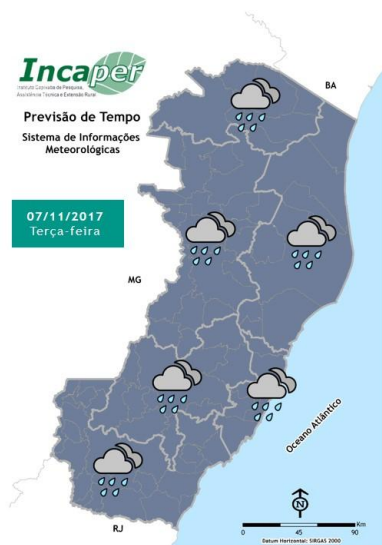 Incaper
Instituto Capixaba de Pesquisa,
Assistência Técnica e Extensão Rural
Previsão de Tempo
Sistema de Informações
Meteorológicas
07/11/2017
Terça-feira
BA
MG
Oceano Atlântico
RJ
N
Km
0 45 90
Datum Horizontal: SIRGAS 2000